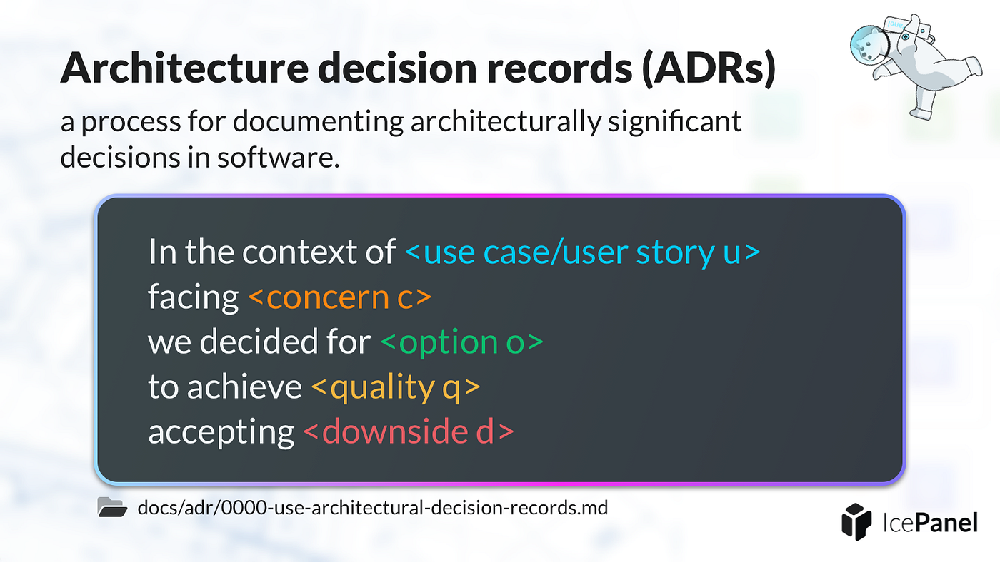 Architecture decision records (ADRs)
a process for documenting architecturally significant
decisions in software.
In the context of <use case/user story u>
facing <concern c>
we decided for <option o>
to achieve <quality q>
accepting <downside d>
docs/adr/0000-use-architectural-decision-records.md
IcePanel